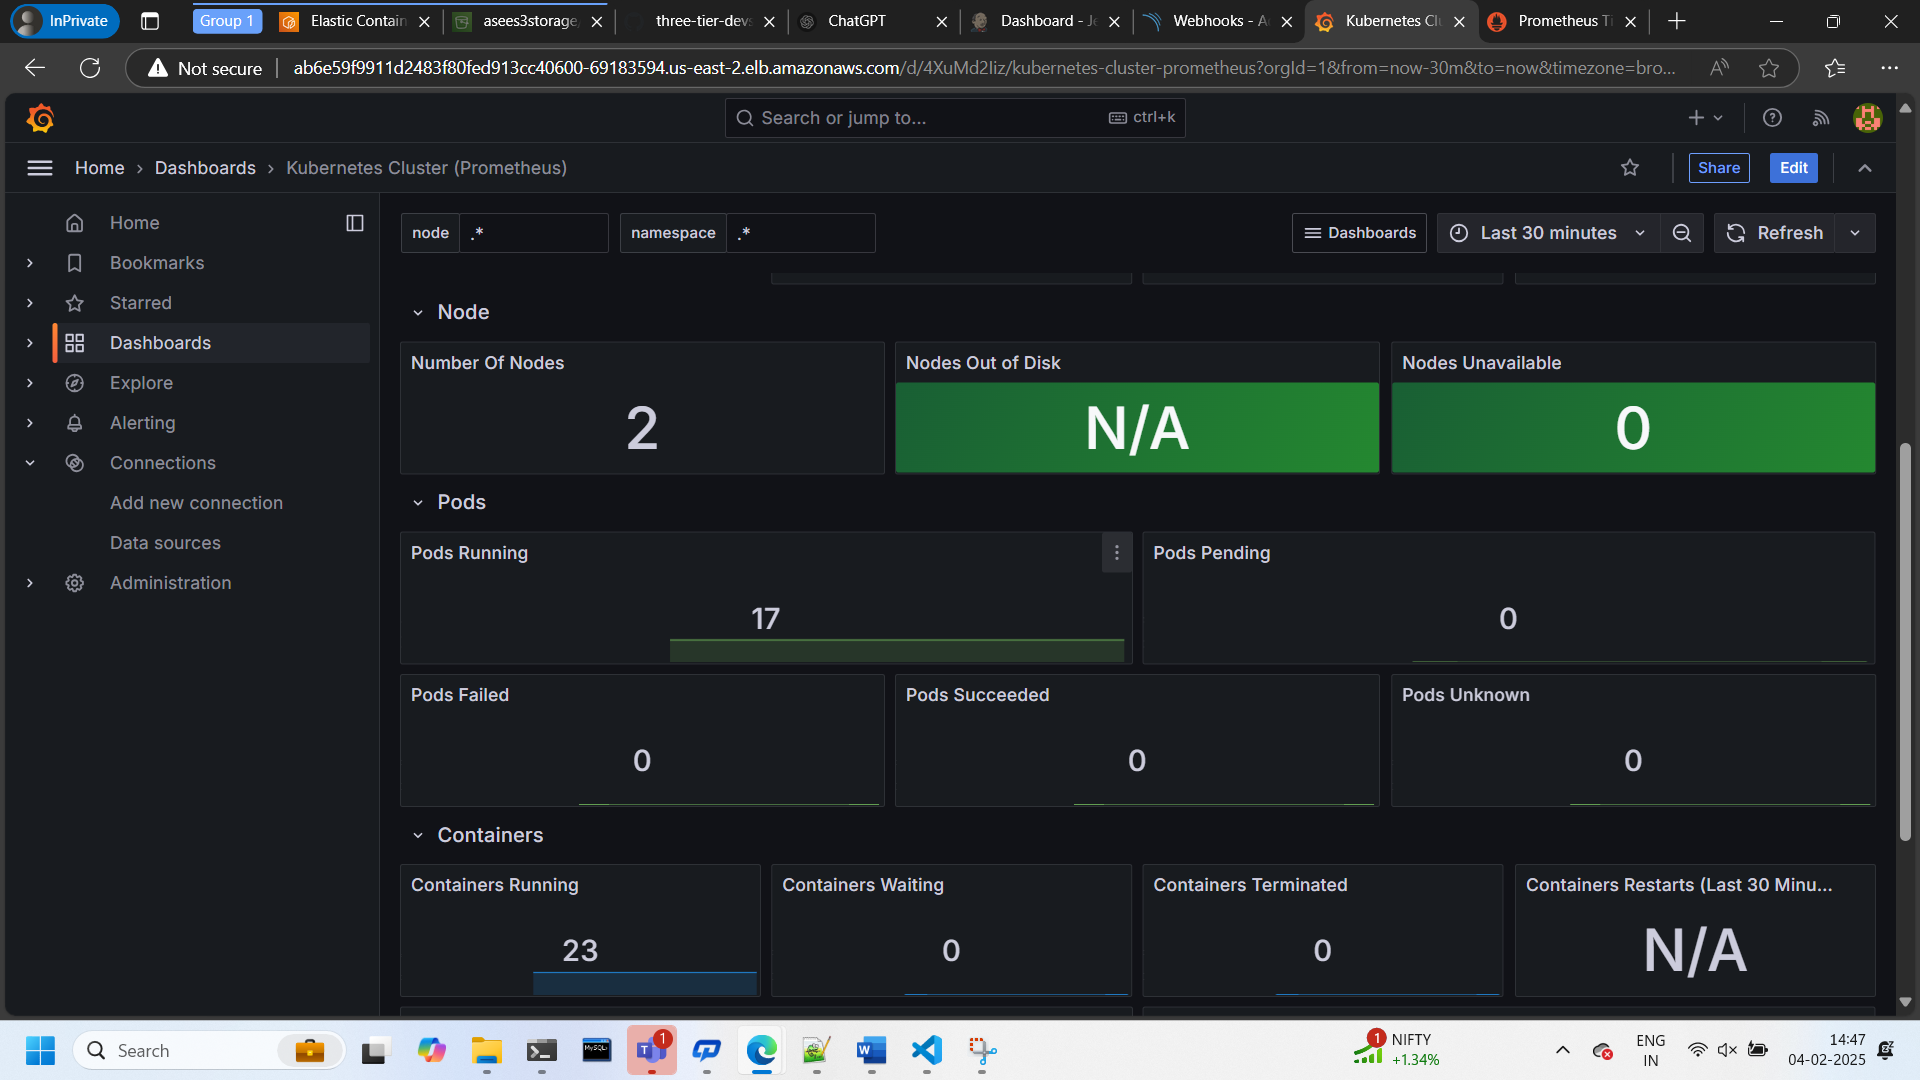 InPrivate
Group 1
Elastic Contain
asees3storage
three-tier-dev
ChatGPT
Dashboard - Je
Webhooks - A
Kubernetes Cl
Prometheus Ti
Not secure
ab6e59f9911d2483f80fed913cc40600-69183594.us-east-2.elb.amazonaws.com/d/4XuMd2Iiz/kubernetes-cluster-prometheus?orgId=1&from=now-30m&to=now&timezone=bro...
Search or jump to...
ctrl+k
Home › Dashboards › Kubernetes Cluster (Prometheus)
Share
Edit
Home
Bookmarks
Starred
Dashboards
Explore
Alerting
Connections
Add new connection
Data sources
Administration
node .*
namespace .*
Dashboards
Last 30 minutes
Refresh
Node
Number Of Nodes
2
Nodes Out of Disk
N/A
Nodes Unavailable
0
Pods
Pods Running
17
Pods Pending
0
Pods Failed
0
Pods Succeeded
0
Pods Unknown
0
Containers
Containers Running
23
Containers Waiting
0
Containers Terminated
0
Containers Restarts (Last 30 Minu...
N/A
Search
MySQL
1
W
1
NIFTY
+1.34%
ENG
IN
14:47
04-02-2025